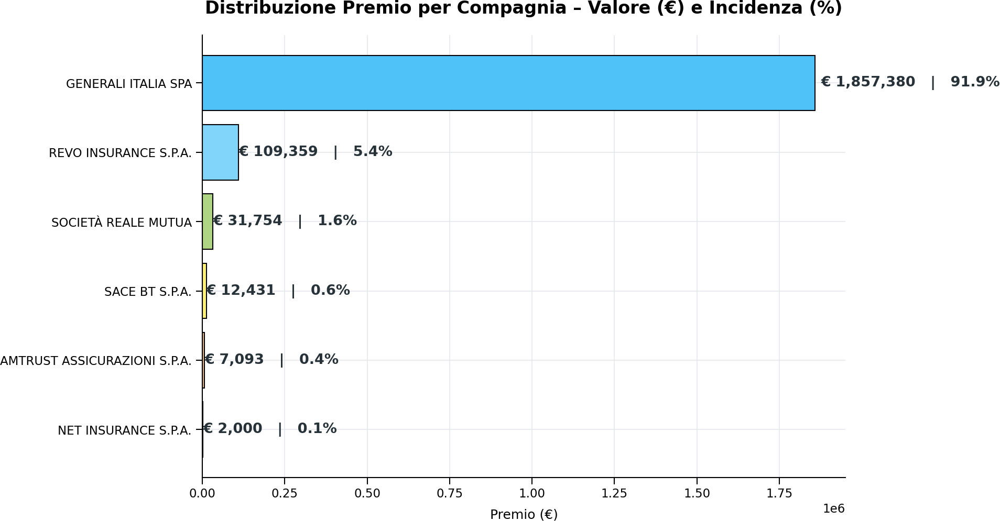 Distribuzione Premio per Compagnia – Valore (€) e Incidenza (%)
GENERALI ITALIA SPA
€ 1,857,380 | 91.9%
REVO INSURANCE S.P.A.
€ 109,359 | 5.4%
SOCIETÀ REALE MUTUA
€ 31,754 | 1.6%
SACE BT S.P.A.
€ 12,431 | 0.6%
AMTRUST ASSICURAZIONI S.P.A.
€ 7,093 | 0.4%
NET INSURANCE S.P.A.
€ 2,000 | 0.1%
0.00 0.25 0.50 0.75 1.00 1.25 1.50 1.75
1e6
Premio (€)